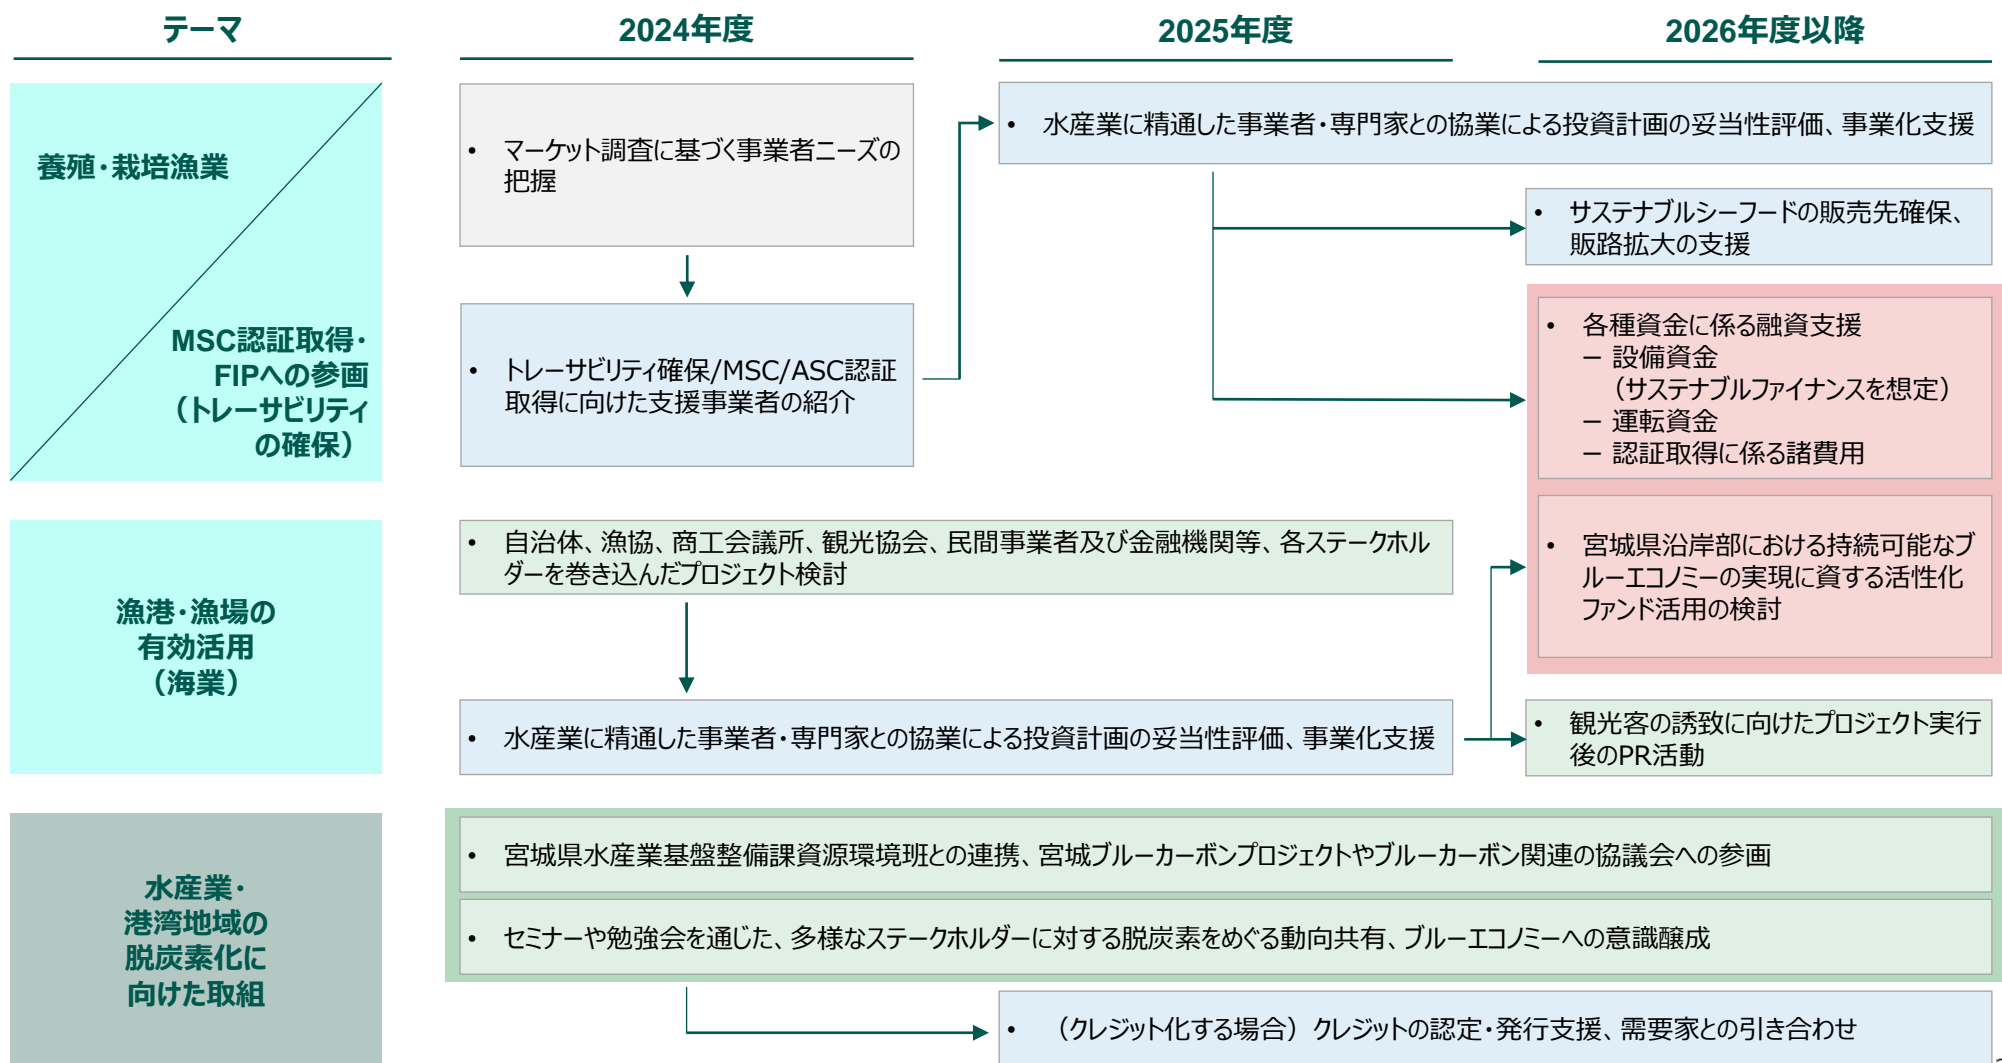 テーマ
2024年度
2025年度
2026年度以降
養殖・栽培漁業
MSC認証取得・
FIPへの参画
（トレーサビリティ
の確保）
• マーケット調査に基づく事業者ニーズの
把握
• トレーサビリティ確保/MSC/ASC認証
取得に向けた支援事業者の紹介
• 水産業に精通した事業者・専門家との協業による投資計画の妥当性評価、事業化支援
• サステナブルシーフードの販売先確保、
販路拡大の支援
• 各種資金に係る融資支援
− 設備資金
（サステナブルファイナンスを想定）
− 運転資金
− 認証取得に係る諸費用
漁港・漁場の
有効活用
（海業）
• 自治体、漁協、商工会議所、観光協会、民間事業者及び金融機関等、各ステークホル
ダーを巻き込んだプロジェクト検討
• 水産業に精通した事業者・専門家との協業による投資計画の妥当性評価、事業化支援
• 宮城県沿岸部における持続可能なブ
ルーエコノミーの実現に資する活性化
ファンド活用の検討
• 観光客の誘致に向けたプロジェクト実行
後のPR活動
水産業・
港湾地域の
脱炭素化に
向けた取組
• 宮城県水産業基盤整備課資源環境班との連携、宮城ブルーカーボンプロジェクトやブルーカーボン関連の協議会への参画
• セミナーや勉強会を通じた、多様なステークホルダーに対する脱炭素をめぐる動向共有、ブルーエコノミーへの意識醸成
• （クレジット化する場合）クレジットの認定・発行支援、需要家との引き合わせ